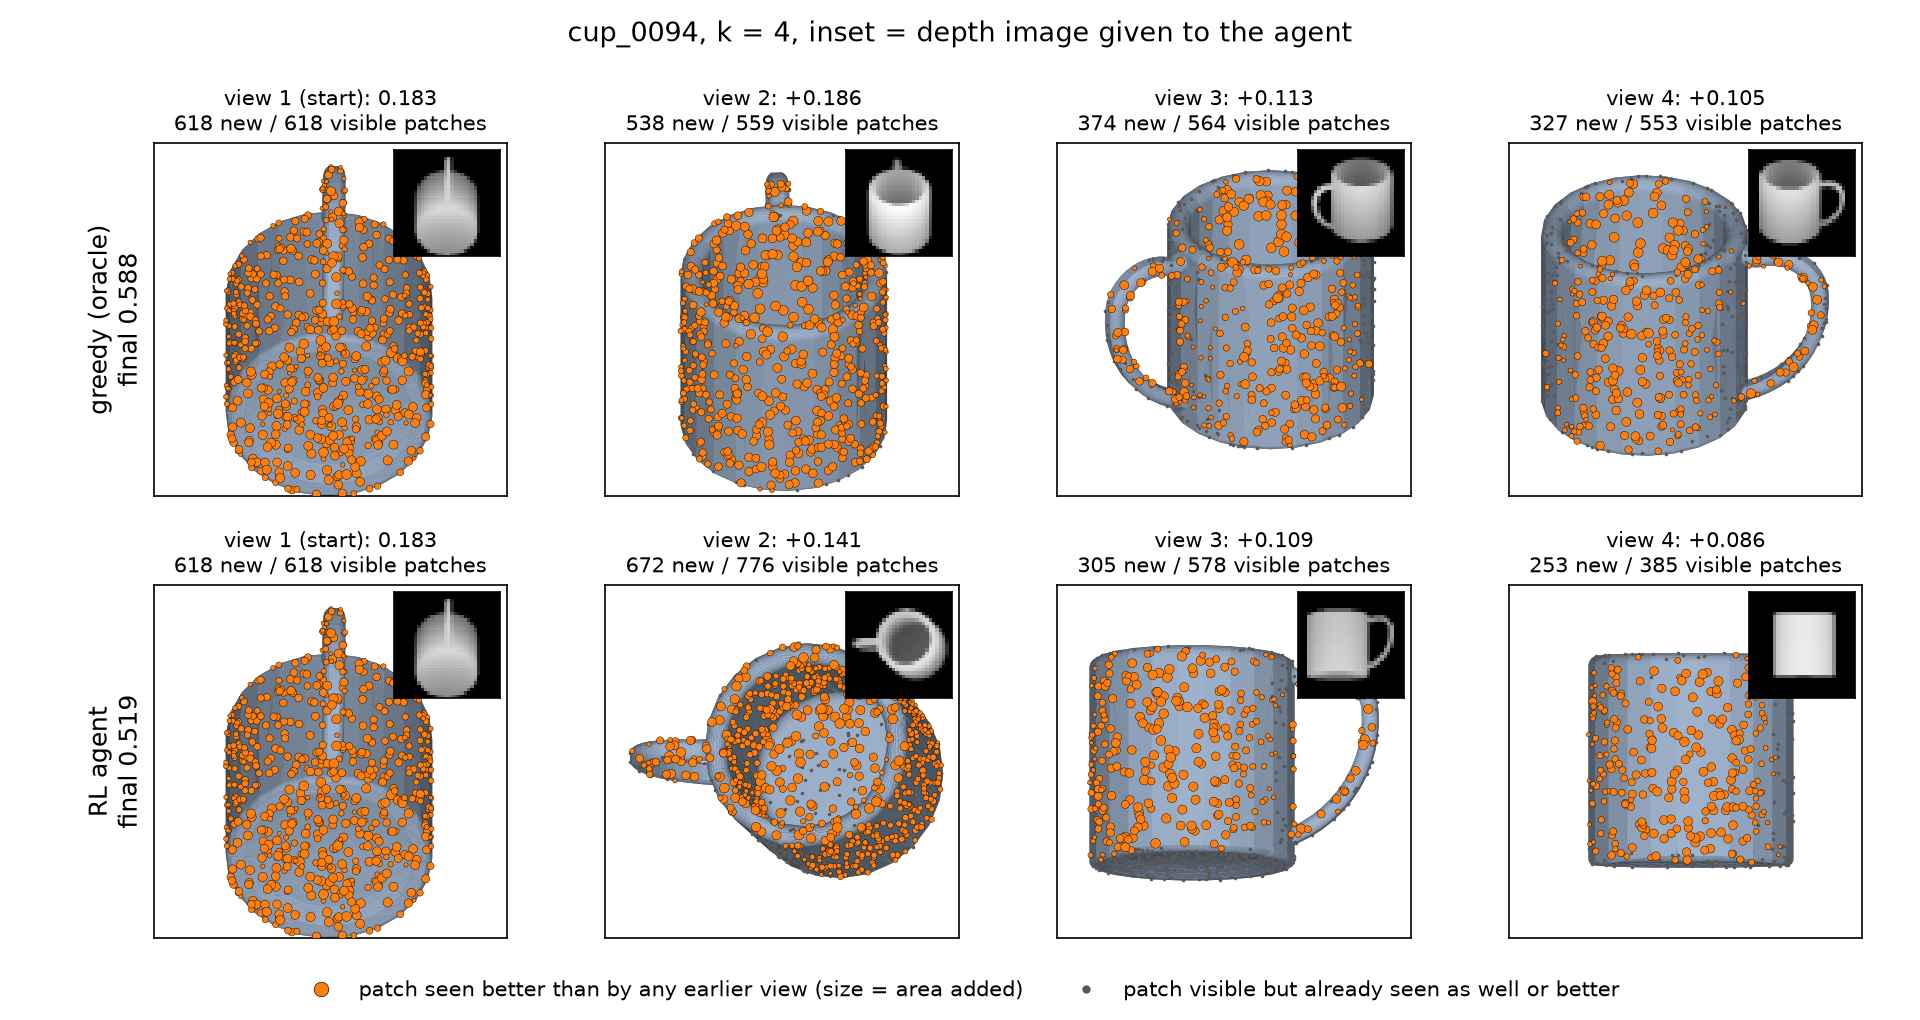 cup_0094, k = 4, inset = depth image given to the agent
view 1 (start): 0.183
618 new / 618 visible patches
view 2: +0.186
538 new / 559 visible patches
view 3: +0.113
374 new / 564 visible patches
view 4: +0.105
327 new / 553 visible patches
greedy (oracle)
final 0.588
view 1 (start): 0.183
618 new / 618 visible patches
view 2: +0.141
672 new / 776 visible patches
view 3: +0.109
305 new / 578 visible patches
view 4: +0.086
253 new / 385 visible patches
RL agent
final 0.519
patch seen better than by any earlier view (size = area added)
patch visible but already seen as well or better